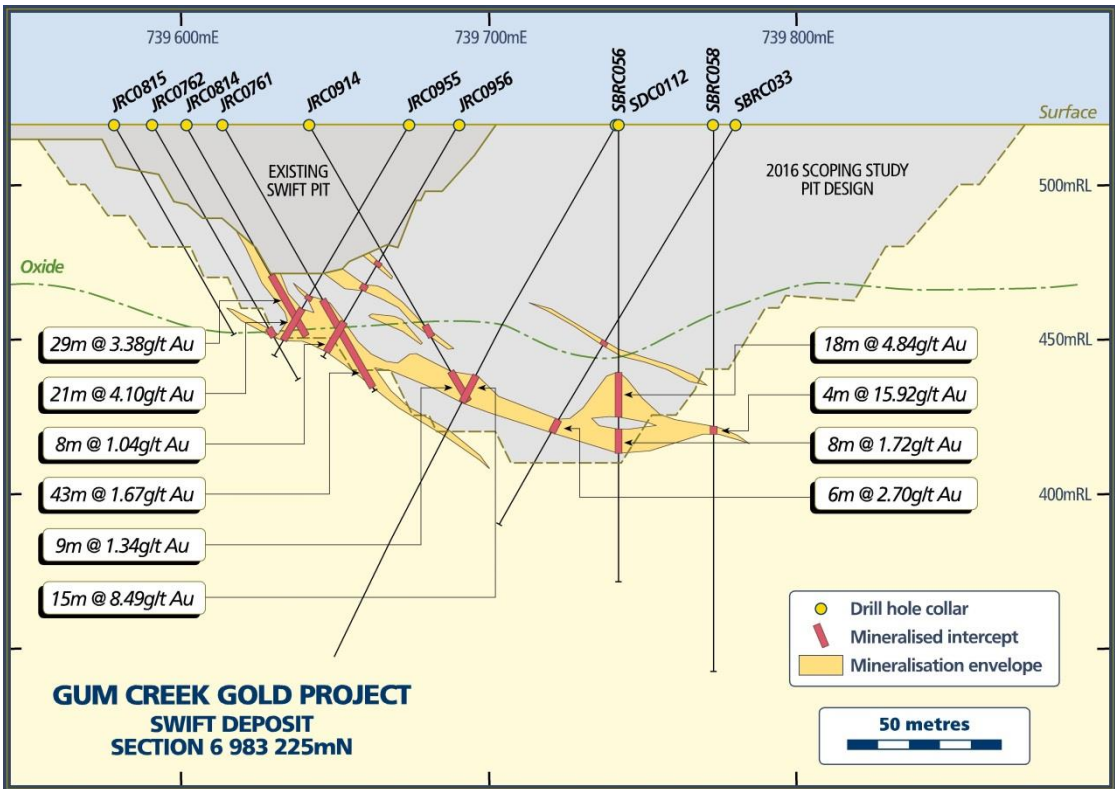 739 600mE
739 700mE
739 800mE
JRC0815
JRC0762
JRC0814
JRC0761
JRC0914
JRC0955
JRC0956
SBRC056
SDC0112
SBRC058
SBRC033
Surface
EXISTING
SWIFT PIT
2016 SCOPING STUDY
PIT DESIGN
500mRL
Oxide
450mRL
29m @ 3.38g/t Au
21m @ 4.10g/t Au
8m @ 1.04g/t Au
43m @ 1.67g/t Au
9m @ 1.34g/t Au
15m @ 8.49g/t Au
18m @ 4.84g/t Au
4m @ 15.92g/t Au
8m @ 1.72g/t Au
6m @ 2.70g/t Au
400mRL
Drill hole collar
Mineralised intercept
Mineralisation envelope
GUM CREEK GOLD PROJECT
SWIFT DEPOSIT
SECTION 6 983 225mN
50 metres